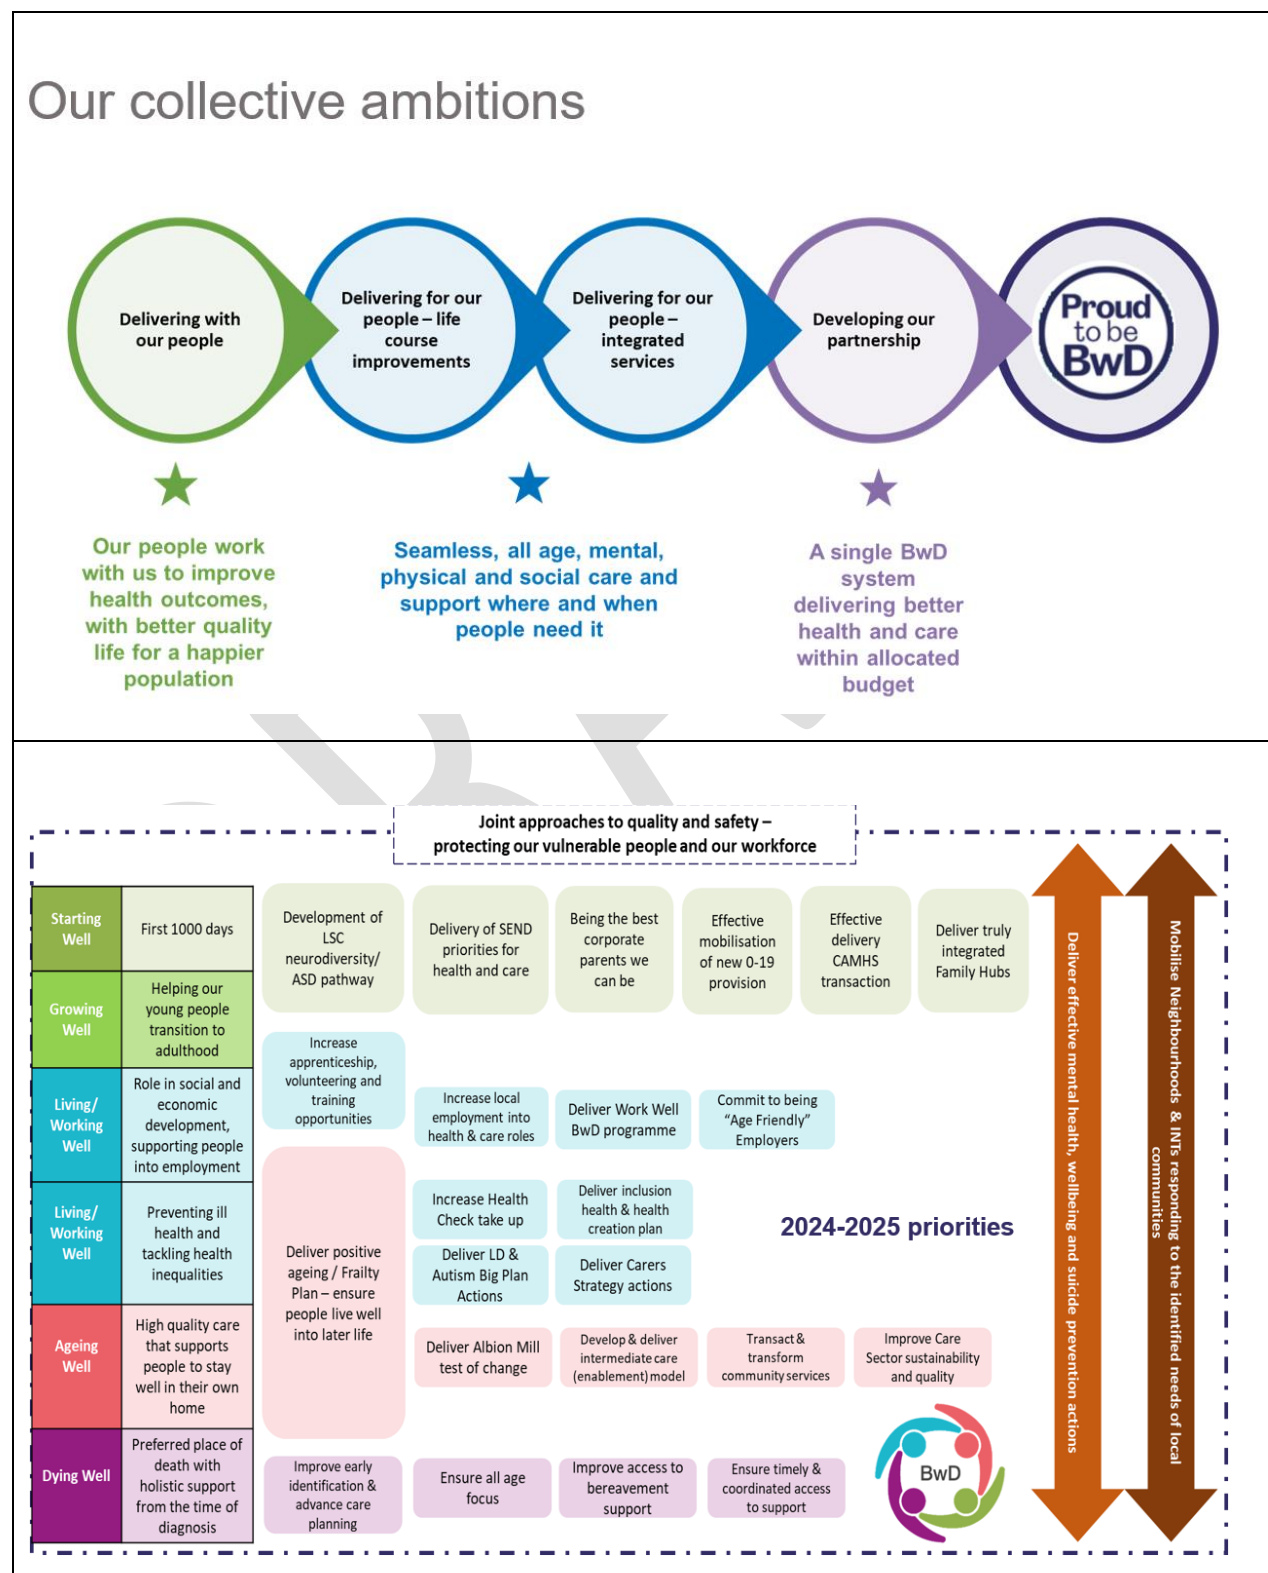 Our collective ambitions
Delivering with
our people
Delivering for our
people – life
course
improvements
Delivering for our
people –
integrated
services
Developing our
partnership
Proud
to be
BwD
Our people work
with us to improve
health outcomes,
with better quality
life for a happier
population
Seamless, all age, mental,
physical and social care and
support where and when
people need it
A single BwD
system
delivering better
health and care
within allocated
budget
Joint approaches to quality and safety –
protecting our vulnerable people and our workforce
Starting
Well
First 1000 days
Development of
LSC
neurodiversity/
ASD pathway
Delivery of SEND
priorities for
health and care
Being the best
corporate
parents we
can be
Effective
mobilisation
of new 0-19
provision
Effective
delivery
CAMHS
transaction
Deliver truly
integrated
Family Hubs
Growing
Well
Helping our
young people
transition to
adulthood
Increase
apprenticeship,
volunteering and
training
opportunities
Living/
Working
Well
Role in social and
economic
development,
supporting people
into employment
Increase local
employment into
health & care roles
Deliver Work Well
BwD programme
Commit to being
“Age Friendly”
Employers
Living/
Working
Well
Preventing ill
health and
tackling health
inequalities
Deliver positive
ageing / Frailty
Plan – ensure
people live well
into later life
Increase Health
Check take up
Deliver inclusion
health & health
creation plan
Deliver LD &
Autism Big Plan
Actions
Deliver Carers
Strategy actions
2024-2025 priorities
Ageing
Well
High quality care
that supports
people to stay
well in their own
home
Deliver Albion Mill
test of change
Develop & deliver
intermediate care
(enablement) model
Transact &
transform
community services
Improve Care
Sector sustainability
and quality
Dying Well
Preferred place of
death with
holistic support
from the time of
diagnosis
Improve early
identification &
advance care
planning
Ensure all age
focus
Improve access to
bereavement
support
Ensure timely &
coordinated access
to support
BwD
Deliver effective mental health, wellbeing and suicide prevention actions
Mobilise Neighbourhoods & INTs responding to the identified needs of local
communities